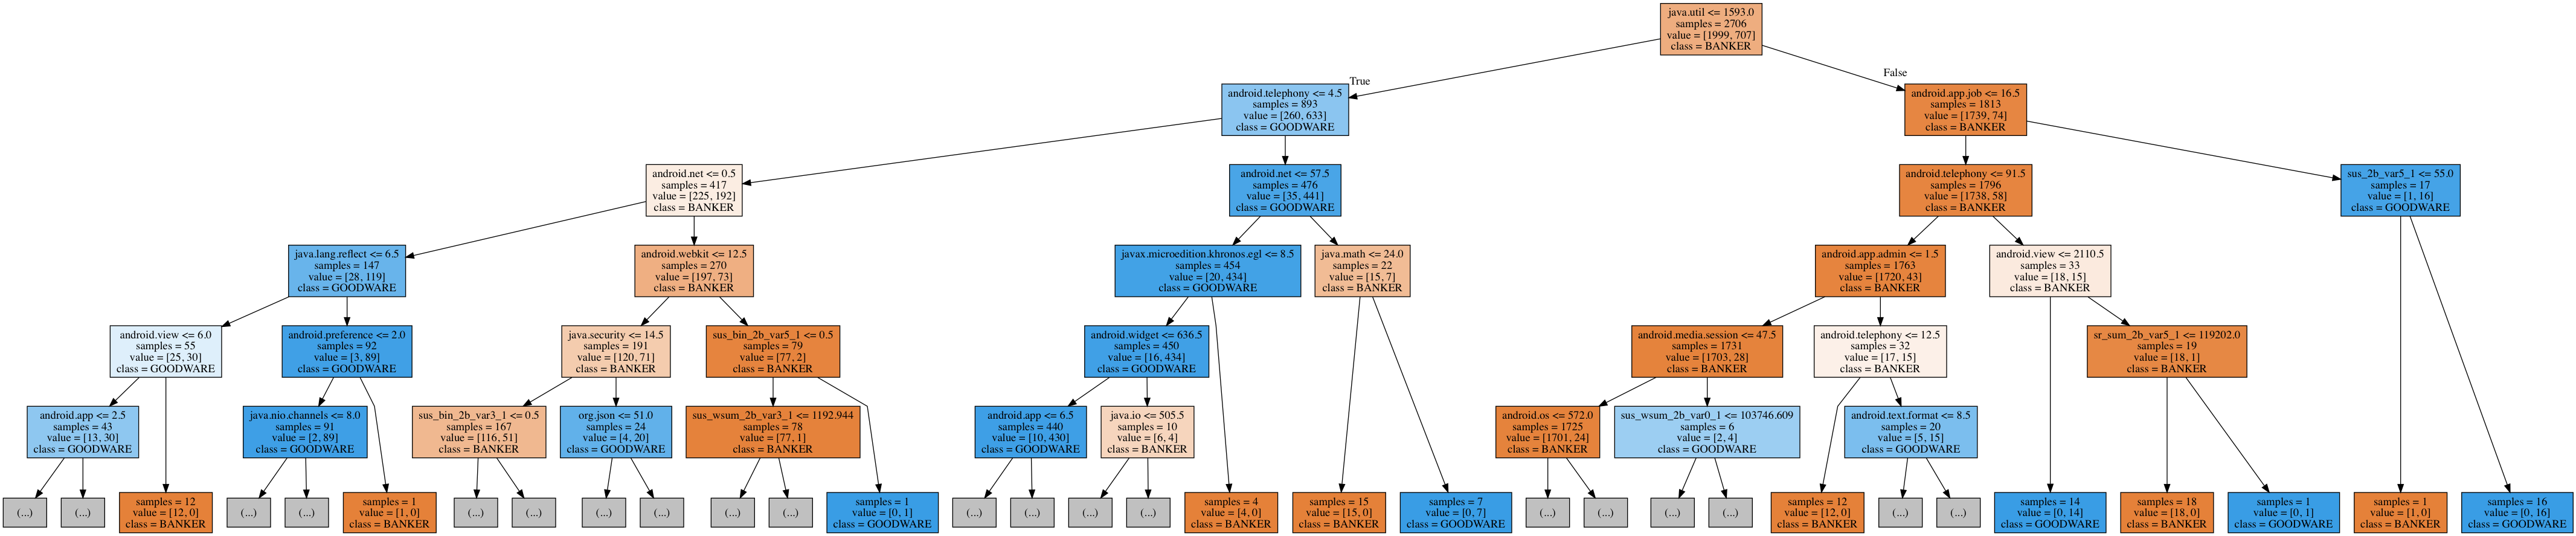 java.util <= 1593.0
samples = 2706
value = [1999, 707]
class = BANKER
True
False
android.telephony <= 4.5
samples = 893
value = [260, 633]
class = GOODWARE
android.app.job <= 16.5
samples = 1813
value = [1739, 74]
class = BANKER
android.net <= 0.5
samples = 417
value = [225, 192]
class = BANKER
android.net <= 57.5
samples = 476
value = [35, 441]
class = GOODWARE
android.telephony <= 91.5
samples = 1796
value = [1738, 58]
class = BANKER
sus_2b_var5_1 <= 55.0
samples = 17
value = [1, 16]
class = GOODWARE
java.lang.reflect <= 6.5
samples = 147
value = [28, 119]
class = GOODWARE
android.webkit <= 12.5
samples = 270
value = [197, 73]
class = BANKER
javax.microedition.khronos.egl <= 8.5
samples = 454
value = [20, 434]
class = GOODWARE
java.math <= 24.0
samples = 22
value = [15, 7]
class = BANKER
android.app.admin <= 1.5
samples = 1763
value = [1720, 43]
class = BANKER
android.view <= 2110.5
samples = 33
value = [18, 15]
class = BANKER
android.view <= 6.0
samples = 55
value = [25, 30]
class = GOODWARE
android.preference <= 2.0
samples = 92
value = [3, 89]
class = GOODWARE
java.security <= 14.5
samples = 191
value = [120, 71]
class = BANKER
sus_bin_2b_var5_1 <= 0.5
samples = 79
value = [77, 2]
class = BANKER
android.widget <= 636.5
samples = 450
value = [16, 434]
class = GOODWARE
android.media.session <= 47.5
samples = 1731
value = [1703, 28]
class = BANKER
android.telephony <= 12.5
samples = 32
value = [17, 15]
class = BANKER
sr_sum_2b_var5_1 <= 119202.0
samples = 19
value = [18, 1]
class = BANKER
android.app <= 2.5
samples = 43
value = [13, 30]
class = GOODWARE
java.nio.channels <= 8.0
samples = 91
value = [2, 89]
class = GOODWARE
sus_bin_2b_var3_1 <= 0.5
samples = 167
value = [116, 51]
class = BANKER
org.json <= 51.0
samples = 24
value = [4, 20]
class = GOODWARE
sus_wsum_2b_var3_1 <= 1192.944
samples = 78
value = [77, 1]
class = BANKER
android.app <= 6.5
samples = 440
value = [10, 430]
class = GOODWARE
java.io <= 505.5
samples = 10
value = [6, 4]
class = BANKER
android.os <= 572.0
samples = 1725
value = [1701, 24]
class = BANKER
sus_wsum_2b_var0_1 <= 103746.609
samples = 6
value = [2, 4]
class = GOODWARE
android.text.format <= 8.5
samples = 20
value = [5, 15]
class = GOODWARE
(...)
(...)
samples = 12
value = [12, 0]
class = BANKER
(...)
(...)
samples = 1
value = [1, 0]
class = BANKER
(...)
(...)
(...)
(...)
(...)
(...)
samples = 1
value = [0, 1]
class = GOODWARE
(...)
(...)
(...)
(...)
samples = 4
value = [4, 0]
class = BANKER
samples = 15
value = [15, 0]
class = BANKER
samples = 7
value = [0, 7]
class = GOODWARE
(...)
(...)
(...)
(...)
samples = 12
value = [12, 0]
class = BANKER
(...)
(...)
samples = 14
value = [0, 14]
class = GOODWARE
samples = 18
value = [18, 0]
class = BANKER
samples = 1
value = [0, 1]
class = GOODWARE
samples = 1
value = [1, 0]
class = BANKER
samples = 16
value = [0, 16]
class = GOODWARE